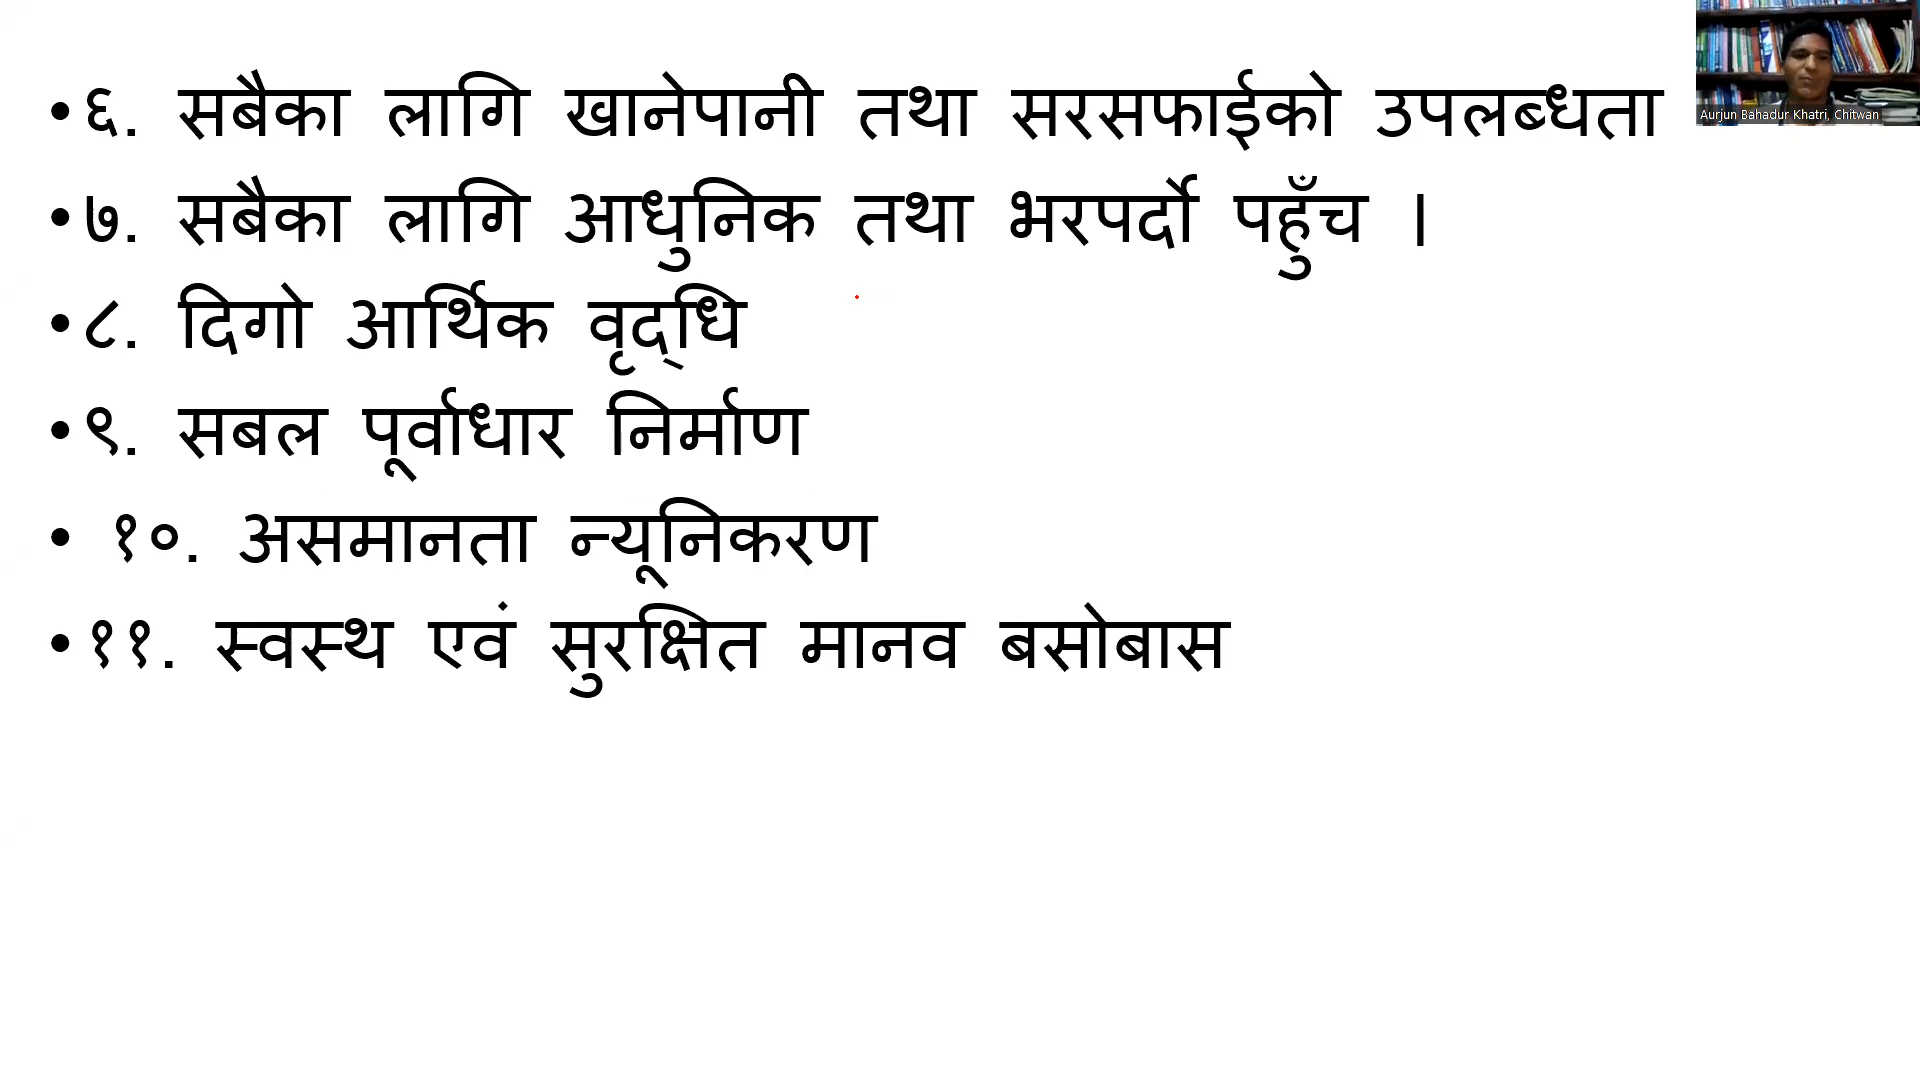 • ६. सबैका लागि खानेपानी तथा सरसफाईको उपलब्धता
• ७. सबैका लागि आधुनिक तथा भरपर्दो पहुँच ।
• ८. दिगो आर्थिक वृद्‌धि
• ९. सबल पूर्वाधार निर्माण
• १०. असमानता न्यूनिकरण
• ११. स्वस्थ एवं सुरक्षित मानव बसोबास
Aurjun Bahadur Khatri, Chitwan